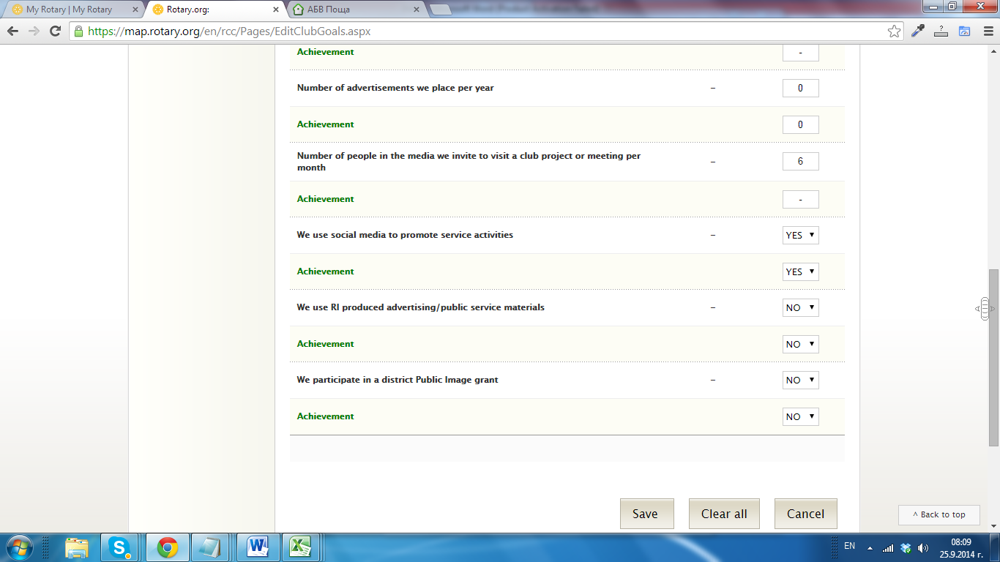 My Rotary | My Rotary
Rotary.org:
АБВ Поща
https://map.rotary.org/en/rcc/Pages/EditClubGoals.aspx
Achievement -
Number of advertisements we place per year – 0
Achievement 0
Number of people in the media we invite to visit a club project or meeting per
month – 6
Achievement -
We use social media to promote service activities – YES
Achievement YES
We use RI produced advertising/public service materials – NO
Achievement NO
We participate in a district Public Image grant – NO
Achievement NO
Save Clear all Cancel
^ Back to top
EN
08:09
25.9.2014 г.